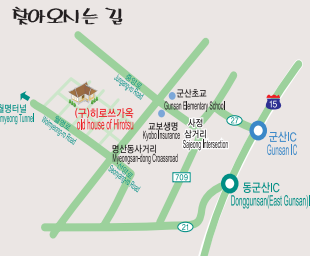 찾아오시는 길
월명터널
(구)히로쓰가옥
old house of Hirotsu
군산초교
Gunsan Elementary School
교보생명
Kyobo Insurance
사정
삼거리
Sajeong Intersection
명산동사거리
Myeongsan-dong Crossroad
15
27
군산IC
Gunsan IC
709
동군산IC
Donggunsan(East Gunsan)
21